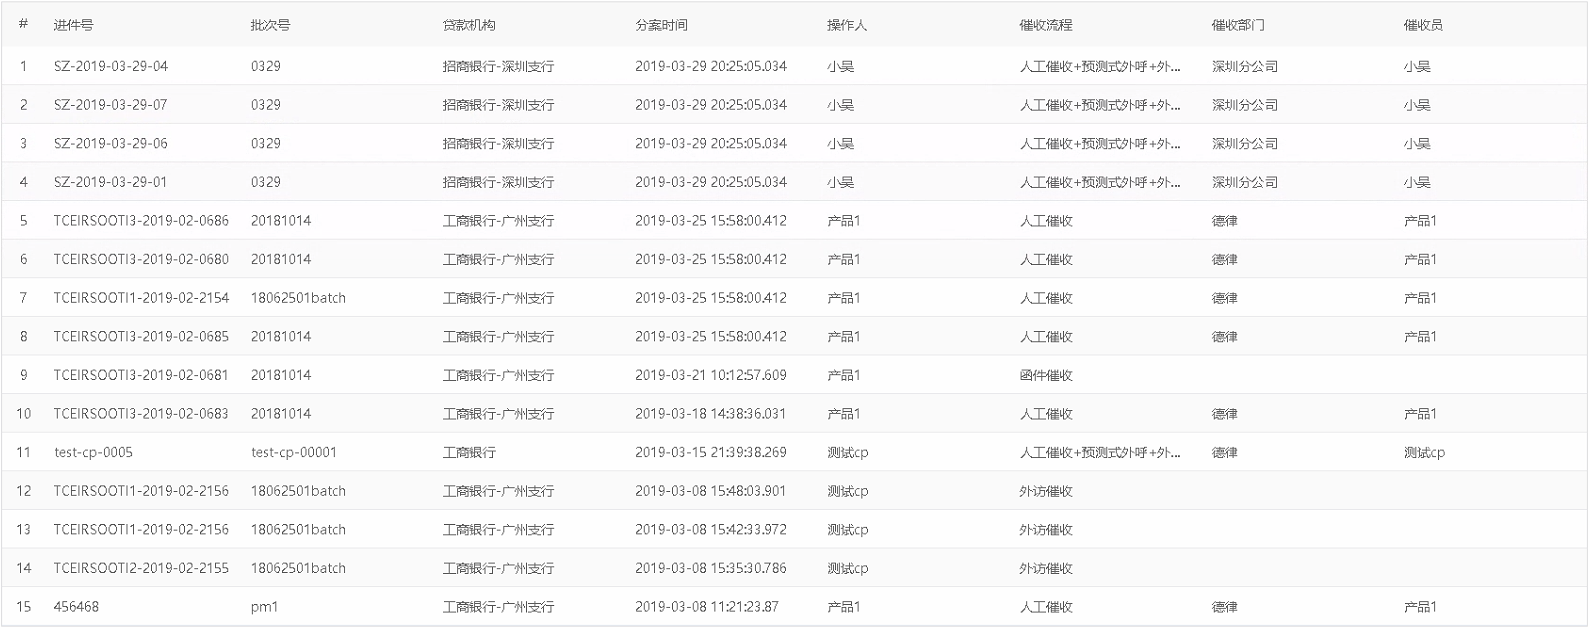 # 进件号 批次号 贷款机构 分案时间 操作人 催收流程 催收部门 催收员
1 SZ-2019-03-29-04 0329 招商银行-深圳支行 2019-03-29 20:25:05.034 小昊 人工催收+预测式外呼+外... 深圳分公司 小昊
2 SZ-2019-03-29-07 0329 招商银行-深圳支行 2019-03-29 20:25:05.034 小昊 人工催收+预测式外呼+外... 深圳分公司 小昊
3 SZ-2019-03-29-06 0329 招商银行-深圳支行 2019-03-29 20:25:05.034 小昊 人工催收+预测式外呼+外... 深圳分公司 小昊
4 SZ-2019-03-29-01 0329 招商银行-深圳支行 2019-03-29 20:25:05.034 小昊 人工催收+预测式外呼+外... 深圳分公司 小昊
5 TCEIRSOOTI3-2019-02-0686 20181014 工商银行-广州支行 2019-03-25 15:58:00.412 产品1 人工催收 德律 产品1
6 TCEIRSOOTI3-2019-02-0680 20181014 工商银行-广州支行 2019-03-25 15:58:00.412 产品1 人工催收 德律 产品1
7 TCEIRSOOTI1-2019-02-2154 18062501batch 工商银行-广州支行 2019-03-25 15:58:00.412 产品1 人工催收 德律 产品1
8 TCEIRSOOTI3-2019-02-0685 20181014 工商银行-广州支行 2019-03-25 15:58:00.412 产品1 人工催收 德律 产品1
9 TCEIRSOOTI3-2019-02-0681 20181014 工商银行-广州支行 2019-03-21 10:12:57.609 产品1 函件催收
10 TCEIRSOOTI3-2019-02-0683 20181014 工商银行-广州支行 2019-03-18 14:38:36.031 产品1 人工催收 德律 产品1
11 test-cp-0005 test-cp-00001 工商银行 2019-03-15 21:39:38.269 测试cp 人工催收+预测式外呼+外... 德律 测试cp
12 TCEIRSOOTI1-2019-02-2156 18062501batch 工商银行-广州支行 2019-03-08 15:48:03.901 测试cp 外访催收
13 TCEIRSOOTI1-2019-02-2156 18062501batch 工商银行-广州支行 2019-03-08 15:42:33.972 测试cp 外访催收
14 TCEIRSOOTI2-2019-02-2155 18062501batch 工商银行-广州支行 2019-03-08 15:35:30.786 测试cp 外访催收
15 456468 pm1 工商银行-广州支行 2019-03-08 11:21:23.87 产品1 人工催收 德律 产品1